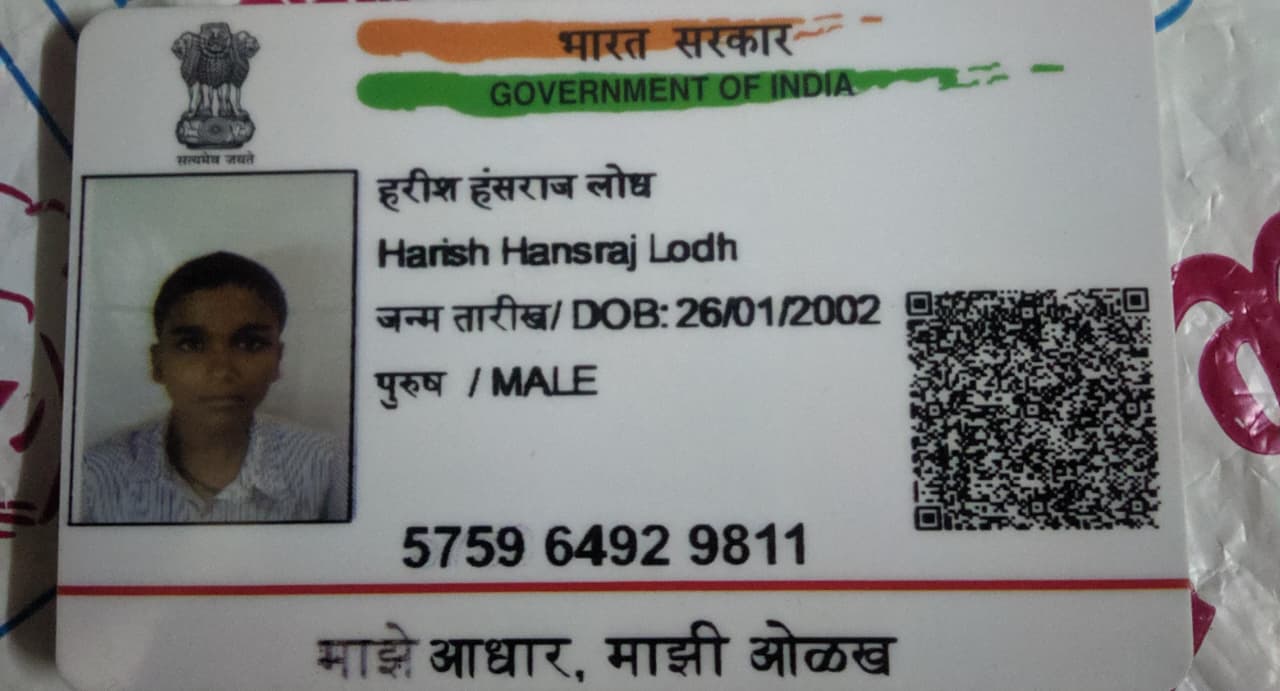 भारत सरकार
GOVERNMENT OF INDIA
सत्यमेव जयते
हरीश हंसराज लोध
Harish Hansraj Lodh
जन्म तारीख/ DOB: 26/01/2002
पुरुष / MALE
5759 6492 9811
माझे आधार, माझी ओळख